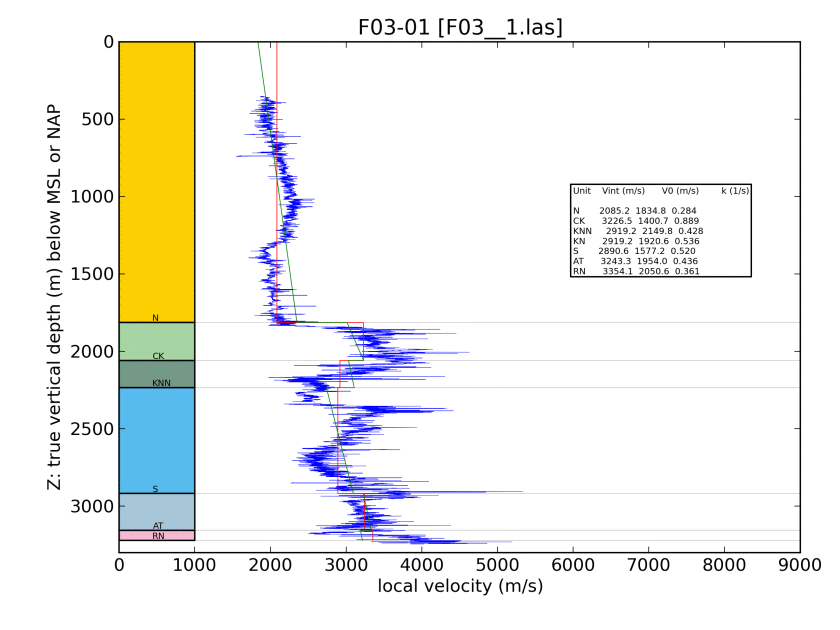 F03-01 [F03__1.las]
0
500
1000
1500
2000
2500
3000
Z: true vertical depth (m) below MSL or NAP
N
CK
KNN
S
AT
RN
Unit Vint (m/s) V0 (m/s) k (1/s)
N 2085.2 1834.8 0.284
CK 3226.5 1400.7 0.889
KNN 2919.2 2149.8 0.428
KN 2919.2 1920.6 0.536
S 2890.6 1577.2 0.520
AT 3243.3 1954.0 0.436
RN 3354.1 2050.6 0.361
0 1000 2000 3000 4000 5000 6000 7000 8000 9000
local velocity (m/s)